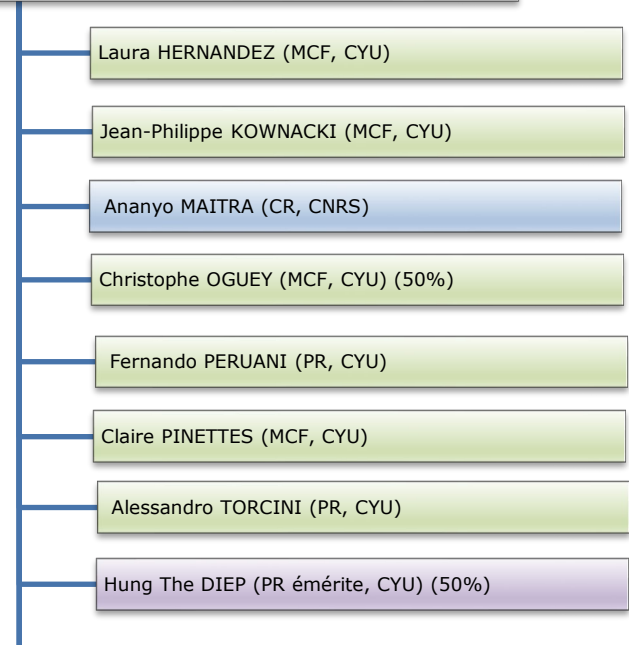 Laura HERNANDEZ (MCF, CYU)
Jean-Philippe KOWNACKI (MCF, CYU)
Ananyo MAITRA (CR, CNRS)
Christophe OGUEY (MCF, CYU) (50%)
Fernando PERUANI (PR, CYU)
Claire PINETTES (MCF, CYU)
Alessandro TORCINI (PR, CYU)
Hung The DIEP (PR émérite, CYU) (50%)